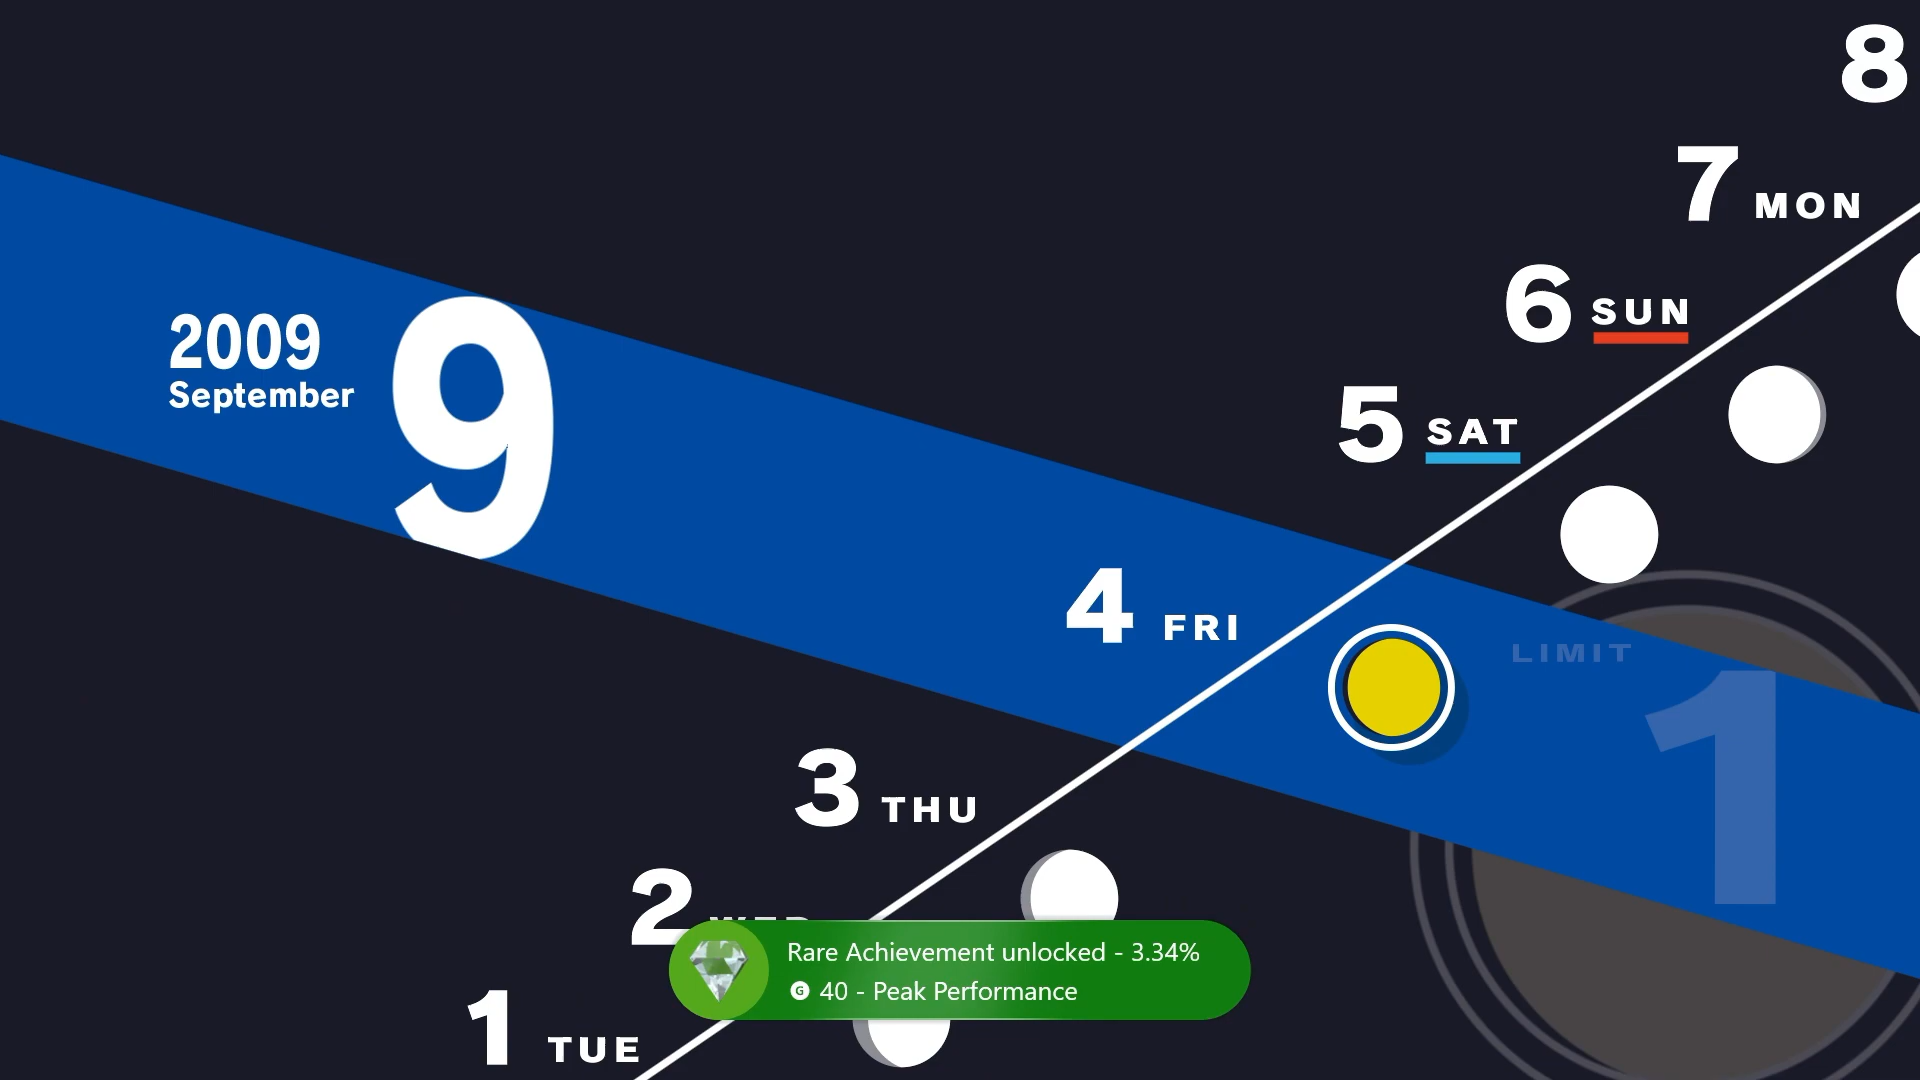 8
7 MON
6 SUN
5 SAT
2009
September
9
4 FRI
LIMIT
1
3 THU
2 WED
Rare Achievement unlocked - 3.34%
G 40 - Peak Performance
1 TUE